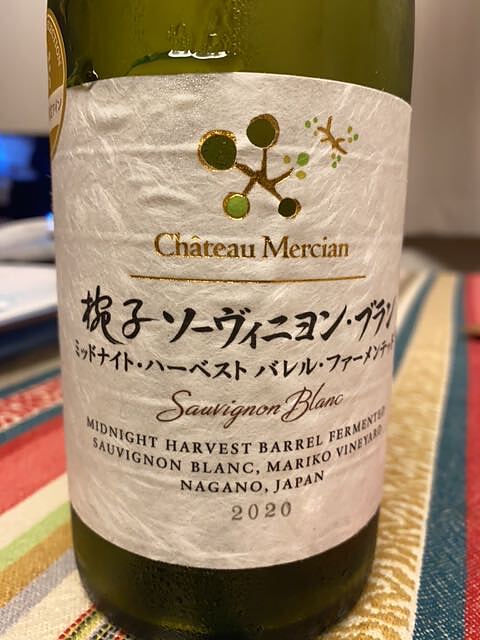 Château Mercian
椀子 ソーヴィニヨン・ブラン
ミッドナイト・ハーベスト バレル・ファーメンテッド
Sauvignon Blanc
MIDNIGHT HARVEST BARREL FERMENTED
SAUVIGNON BLANC, MARIKO VINEYARD
NAGANO, JAPAN
2020